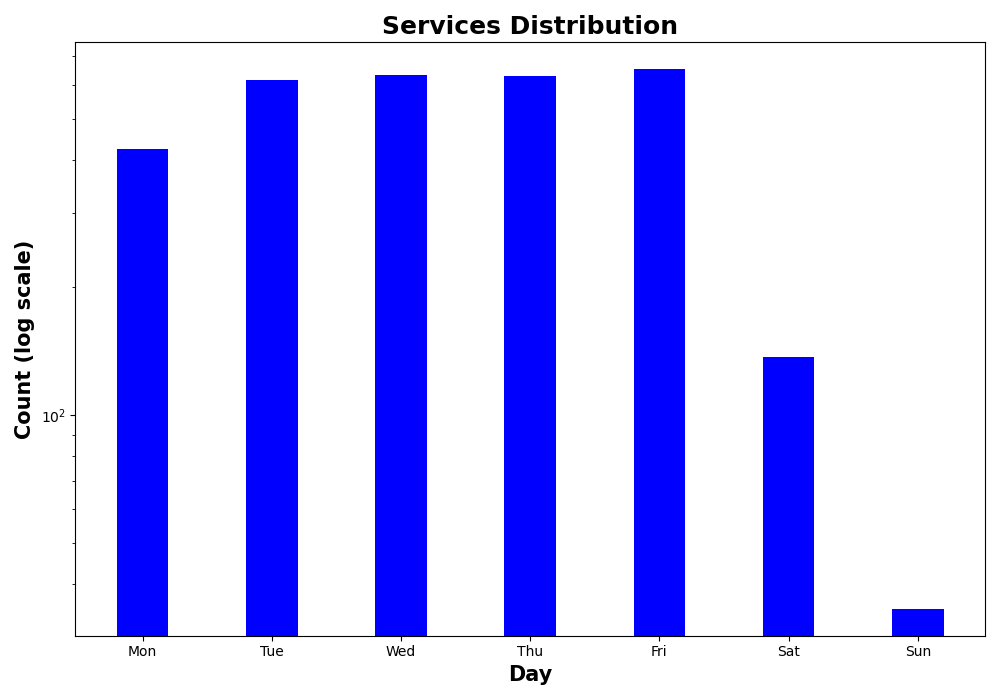 Services Distribution
Count (log scale)
10²
Mon Tue Wed Thu Fri Sat Sun
Day